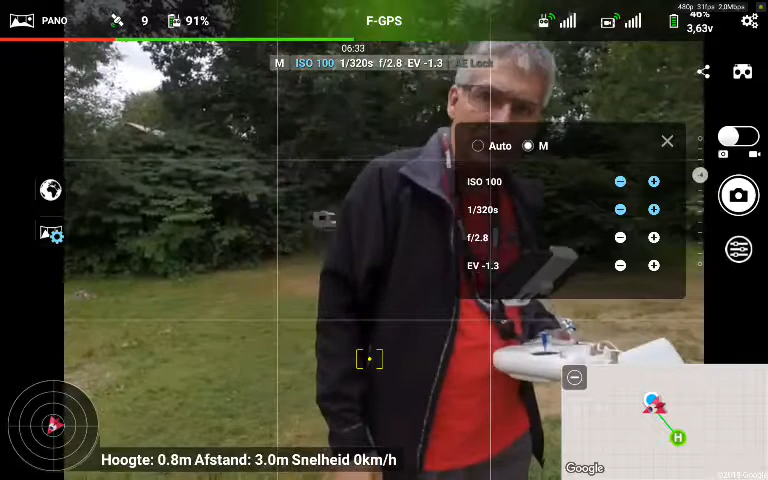 480p 31fps 2,0Mbps
PANO
9
91%
F-GPS
46%
3,63v
06:33
M ISO 100 1/320s f/2.8 EV -1.3 AE Lock
Auto M
ISO 100
1/320s
f/2.8
EV -1.3
H
Hoogte: 0.8m Afstand: 3.0m Snelheid 0km/h
Google
©2019 Google